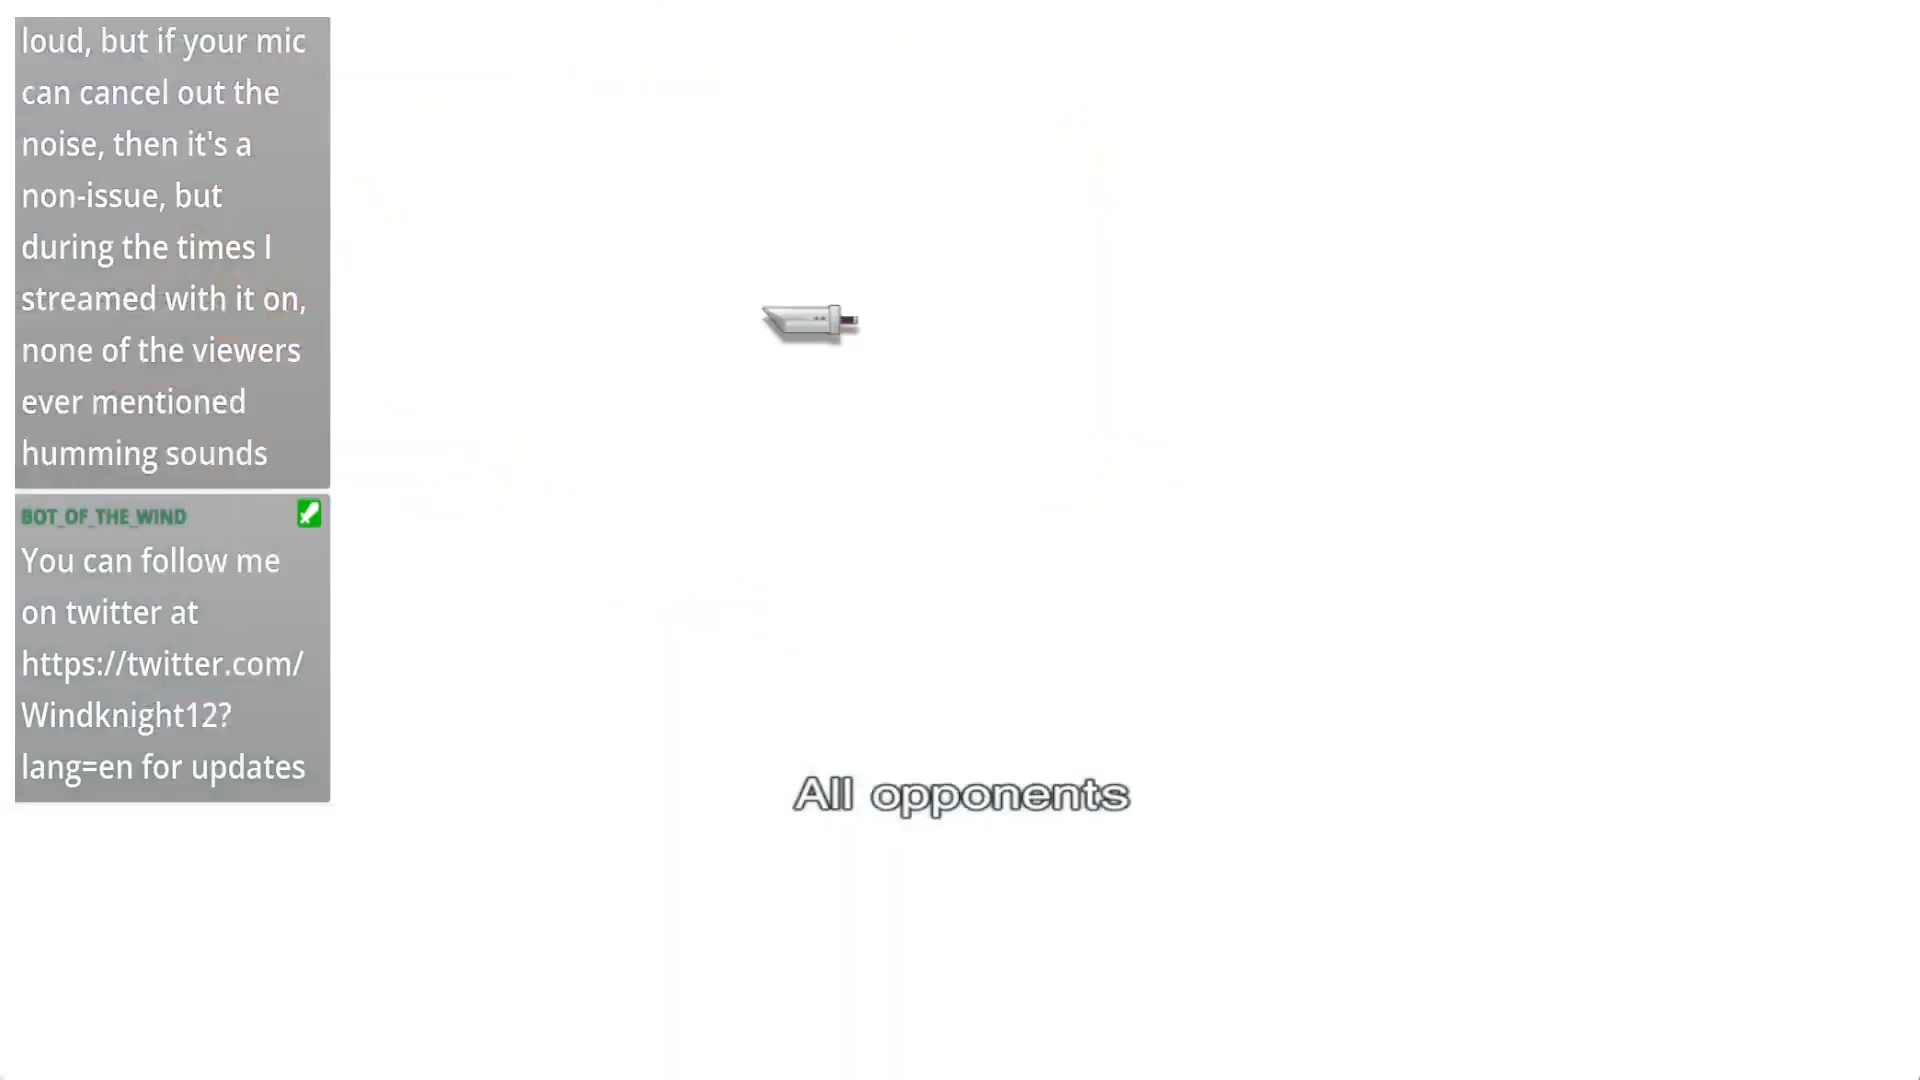 loud, but if your mic
can cancel out the
noise, then it's a
non-issue, but
during the times I
streamed with it on,
none of the viewers
ever mentioned
humming sounds
BOT_OF_THE_WIND
You can follow me
on twitter at
https://twitter.com/
Windknight12?
lang=en for updates
All opponents